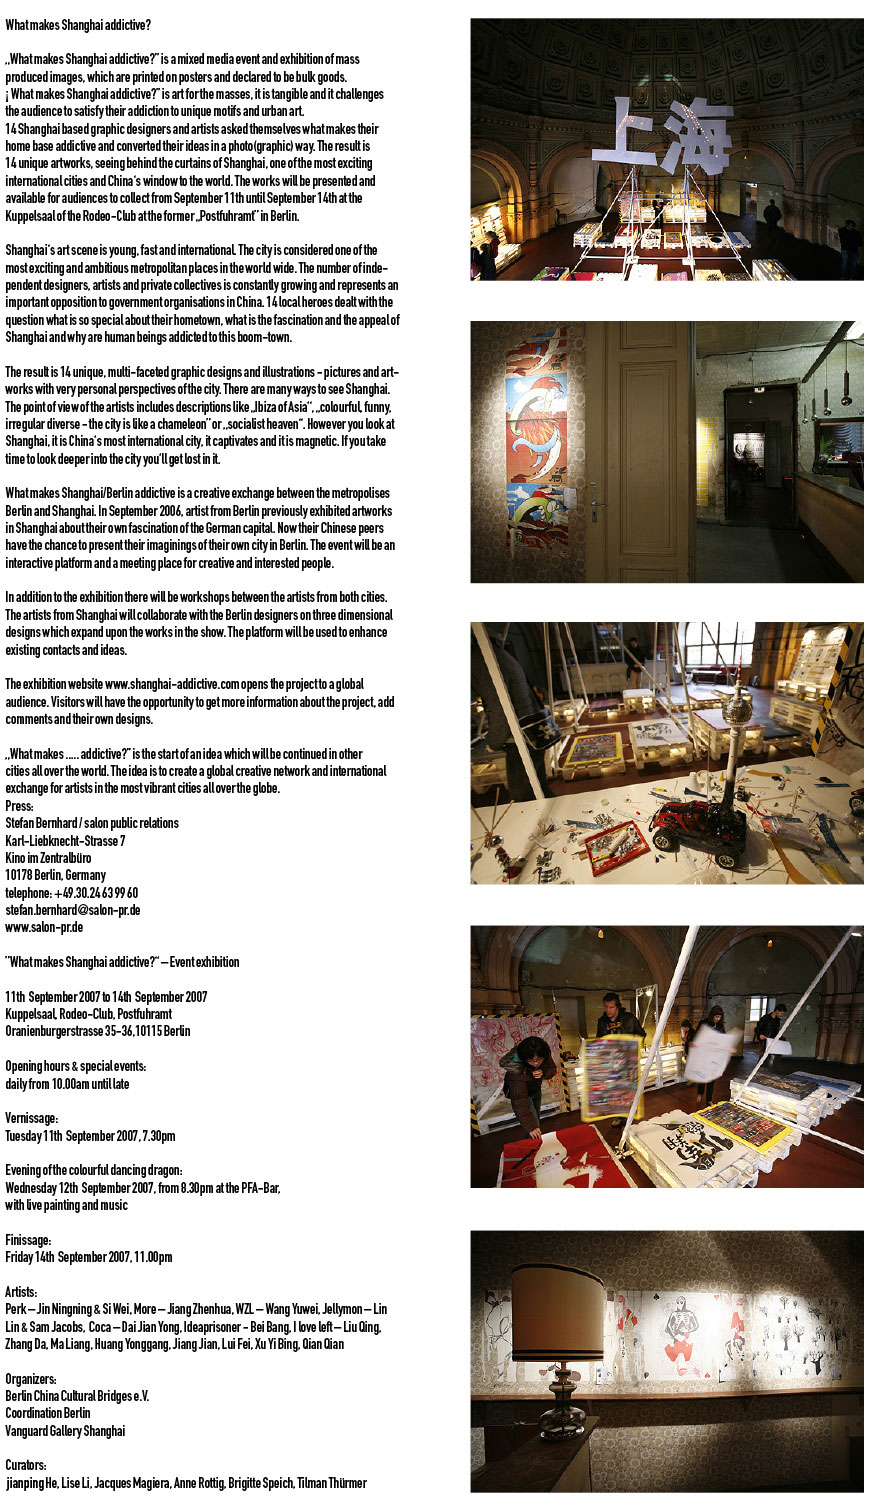 What makes Shanghai addictive?
„What makes Shanghai addictive?” is a mixed media event and exhibition of mass
produced images, which are printed on posters and declared to be bulk goods.
¡ What makes Shanghai addictive?” is art for the masses, it is tangible and it challenges
the audience to satisfy their addiction to unique motifs and urban art.
14 Shanghai based graphic designers and artists asked themselves what makes their
home base addictive and converted their ideas in a photo(graphic) way. The result is
14 unique artworks, seeing behind the curtains of Shanghai, one of the most exciting
international cities and China‘s window to the world. The works will be presented and
available for audiences to collect from September 11th until September 14th at the
Kuppelsaal of the Rodeo-Club at the former „Postfuhramt” in Berlin.
Shanghai‘s art scene is young, fast and international. The city is considered one of the
most exciting and ambitious metropolitan places in the world wide. The number of inde-
pendent designers, artists and private collectives is constantly growing and represents an
important opposition to government organisations in China. 14 local heroes dealt with the
question what is so special about their hometown, what is the fascination and the appeal of
Shanghai and why are human beings addicted to this boom-town.
The result is 14 unique, multi-faceted graphic designs and illustrations - pictures and art-
works with very personal perspectives of the city. There are many ways to see Shanghai.
The point of view of the artists includes descriptions like „Ibiza of Asia“, „colourful, funny,
irregular diverse - the city is like a chameleon” or „socialist heaven“. However you look at
Shanghai, it is China‘s most international city, it captivates and it is magnetic. If you take
time to look deeper into the city you‘ll get lost in it.
What makes Shanghai/Berlin addictive is a creative exchange between the metropolises
Berlin and Shanghai. In September 2006, artist from Berlin previously exhibited artworks
in Shanghai about their own fascination of the German capital. Now their Chinese peers
have the chance to present their imaginings of their own city in Berlin. The event will be an
interactive platform and a meeting place for creative and interested people.
In addition to the exhibition there will be workshops between the artists from both cities.
The artists from Shanghai will collaborate with the Berlin designers on three dimensional
designs which expand upon the works in the show. The platform will be used to enhance
existing contacts and ideas.
The exhibition website www.shanghai-addictive.com opens the project to a global
audience. Visitors will have the opportunity to get more information about the project, add
comments and their own designs.
„What makes ..... addictive?” is the start of an idea which will be continued in other
cities all over the world. The idea is to create a global creative network and international
exchange for artists in the most vibrant cities all over the globe.
Press:
Stefan Bernhard / salon public relations
Karl-Liebknecht-Strasse 7
Kino im Zentralbüro
10178 Berlin, Germany
telephone: +49.30.24 63 99 60
stefan.bernhard@salon-pr.de
www.salon-pr.de
”What makes Shanghai addictive?“ – Event exhibition
11th September 2007 to 14th September 2007
Kuppelsaal, Rodeo-Club, Postfuhramt
Oranienburgerstrasse 35-36,10115 Berlin
Opening hours & special events:
daily from 10.00am until late
Vernissage:
Tuesday 11th September 2007, 7.30pm
Evening of the colourful dancing dragon:
Wednesday 12th September 2007, from 8.30pm at the PFA-Bar,
with live painting and music
Finissage:
Friday 14th September 2007, 11.00pm
Artists:
Perk – Jin Ningning & Si Wei, More – Jiang Zhenhua, WZL – Wang Yuwei, Jellymon – Lin
Lin & Sam Jacobs, Coca – Dai Jian Yong, Ideaprisoner - Bei Bang, I love left – Liu Qing,
Zhang Da, Ma Liang, Huang Yonggang, Jiang Jian, Lui Fei, Xu Yi Bing, Qian Qian
Organizers:
Berlin China Cultural Bridges e.V.
Coordination Berlin
Vanguard Gallery Shanghai
Curators:
jianping He, Lise Li, Jacques Magiera, Anne Rottig, Brigitte Speich, Tilman Thürmer
上海